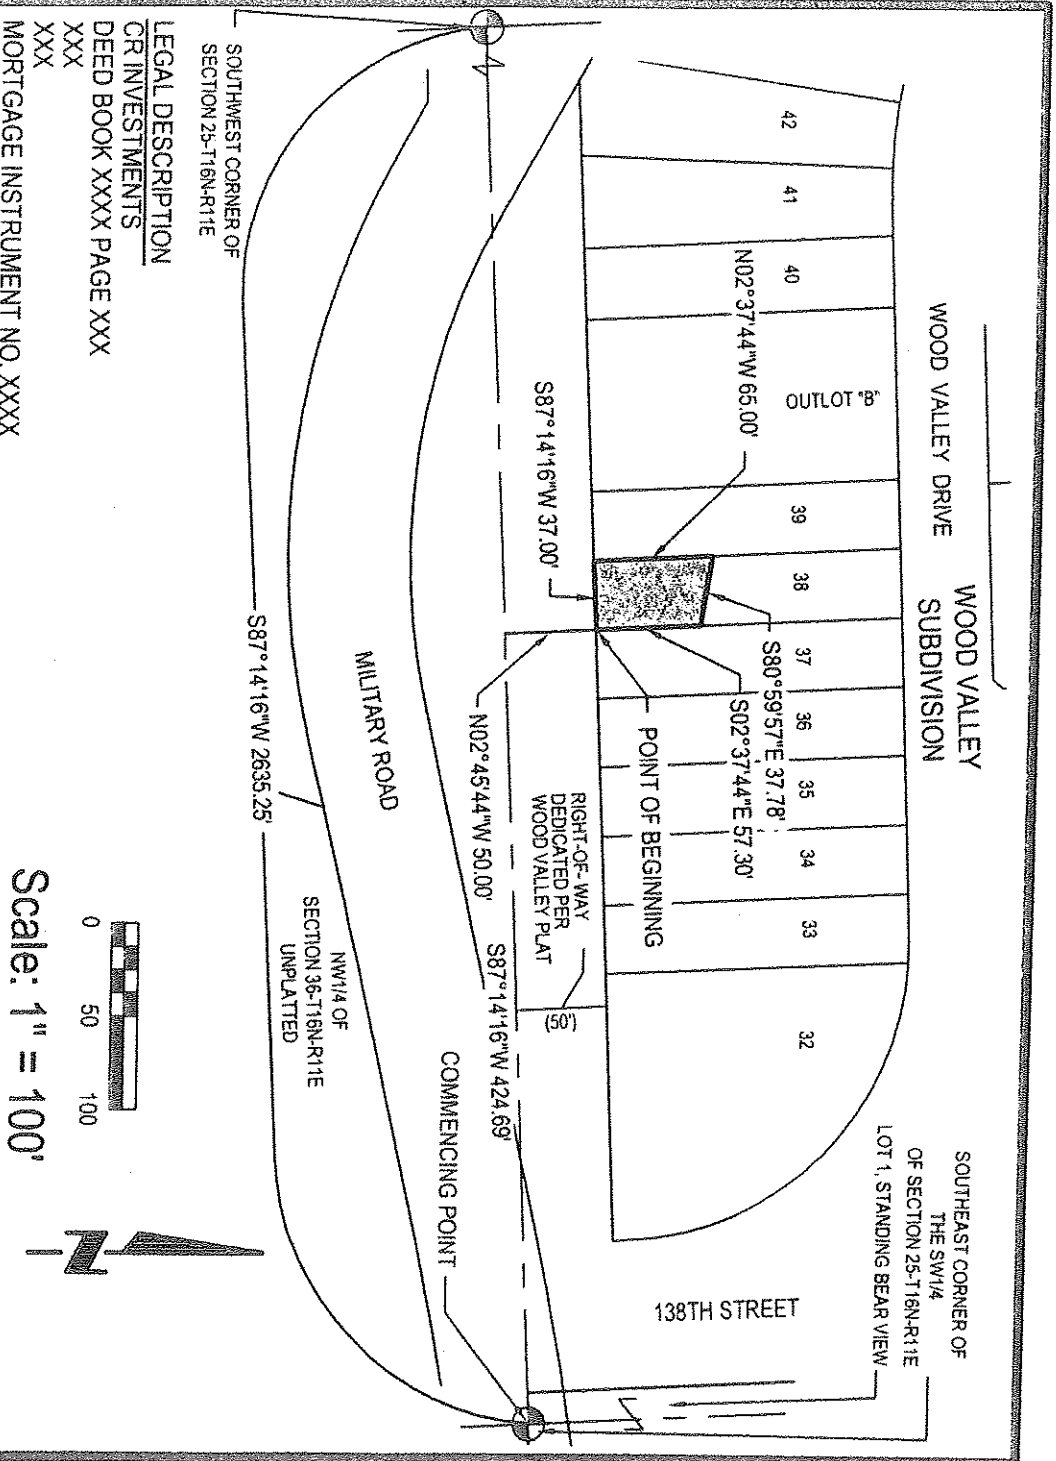 WOOD VALLEY
SUBDIVISION
WOOD VALLEY DRIVE
SOUTHEAST CORNER OF
THE SW1/4
OF SECTION 25-T16N-R11E
LOT 1, STANDING BEAR VIEW
42
41
40
OUTLOT "B"
39
38
37
36
35
34
33
32
N02°37'44"W 65.00'
S80°59'57"E 37.78'
S02°37'44"E 57.30'
S87°14'16"W 37.00'
POINT OF BEGINNING
138TH STREET
RIGHT-OF-WAY
DEDICATED PER
WOOD VALLEY PLAT
(50')
N02°45'44"W 50.00'
S87°14'16"W 424.69'
COMMENCING POINT
MILITARY ROAD
SOUTHWEST CORNER OF
SECTION 25-T16N-R11E
S87°14'16"W 2635.25'
NW1/4 OF
SECTION 36-T16N-R11E
UNPLATTED
LEGAL DESCRIPTION
CR INVESTMENTS
DEED BOOK XXXX PAGE XXX
XXX
XXX
MORTGAGE INSTRUMENT NO. XXXX
0 50 100
Scale: 1" = 100'
N